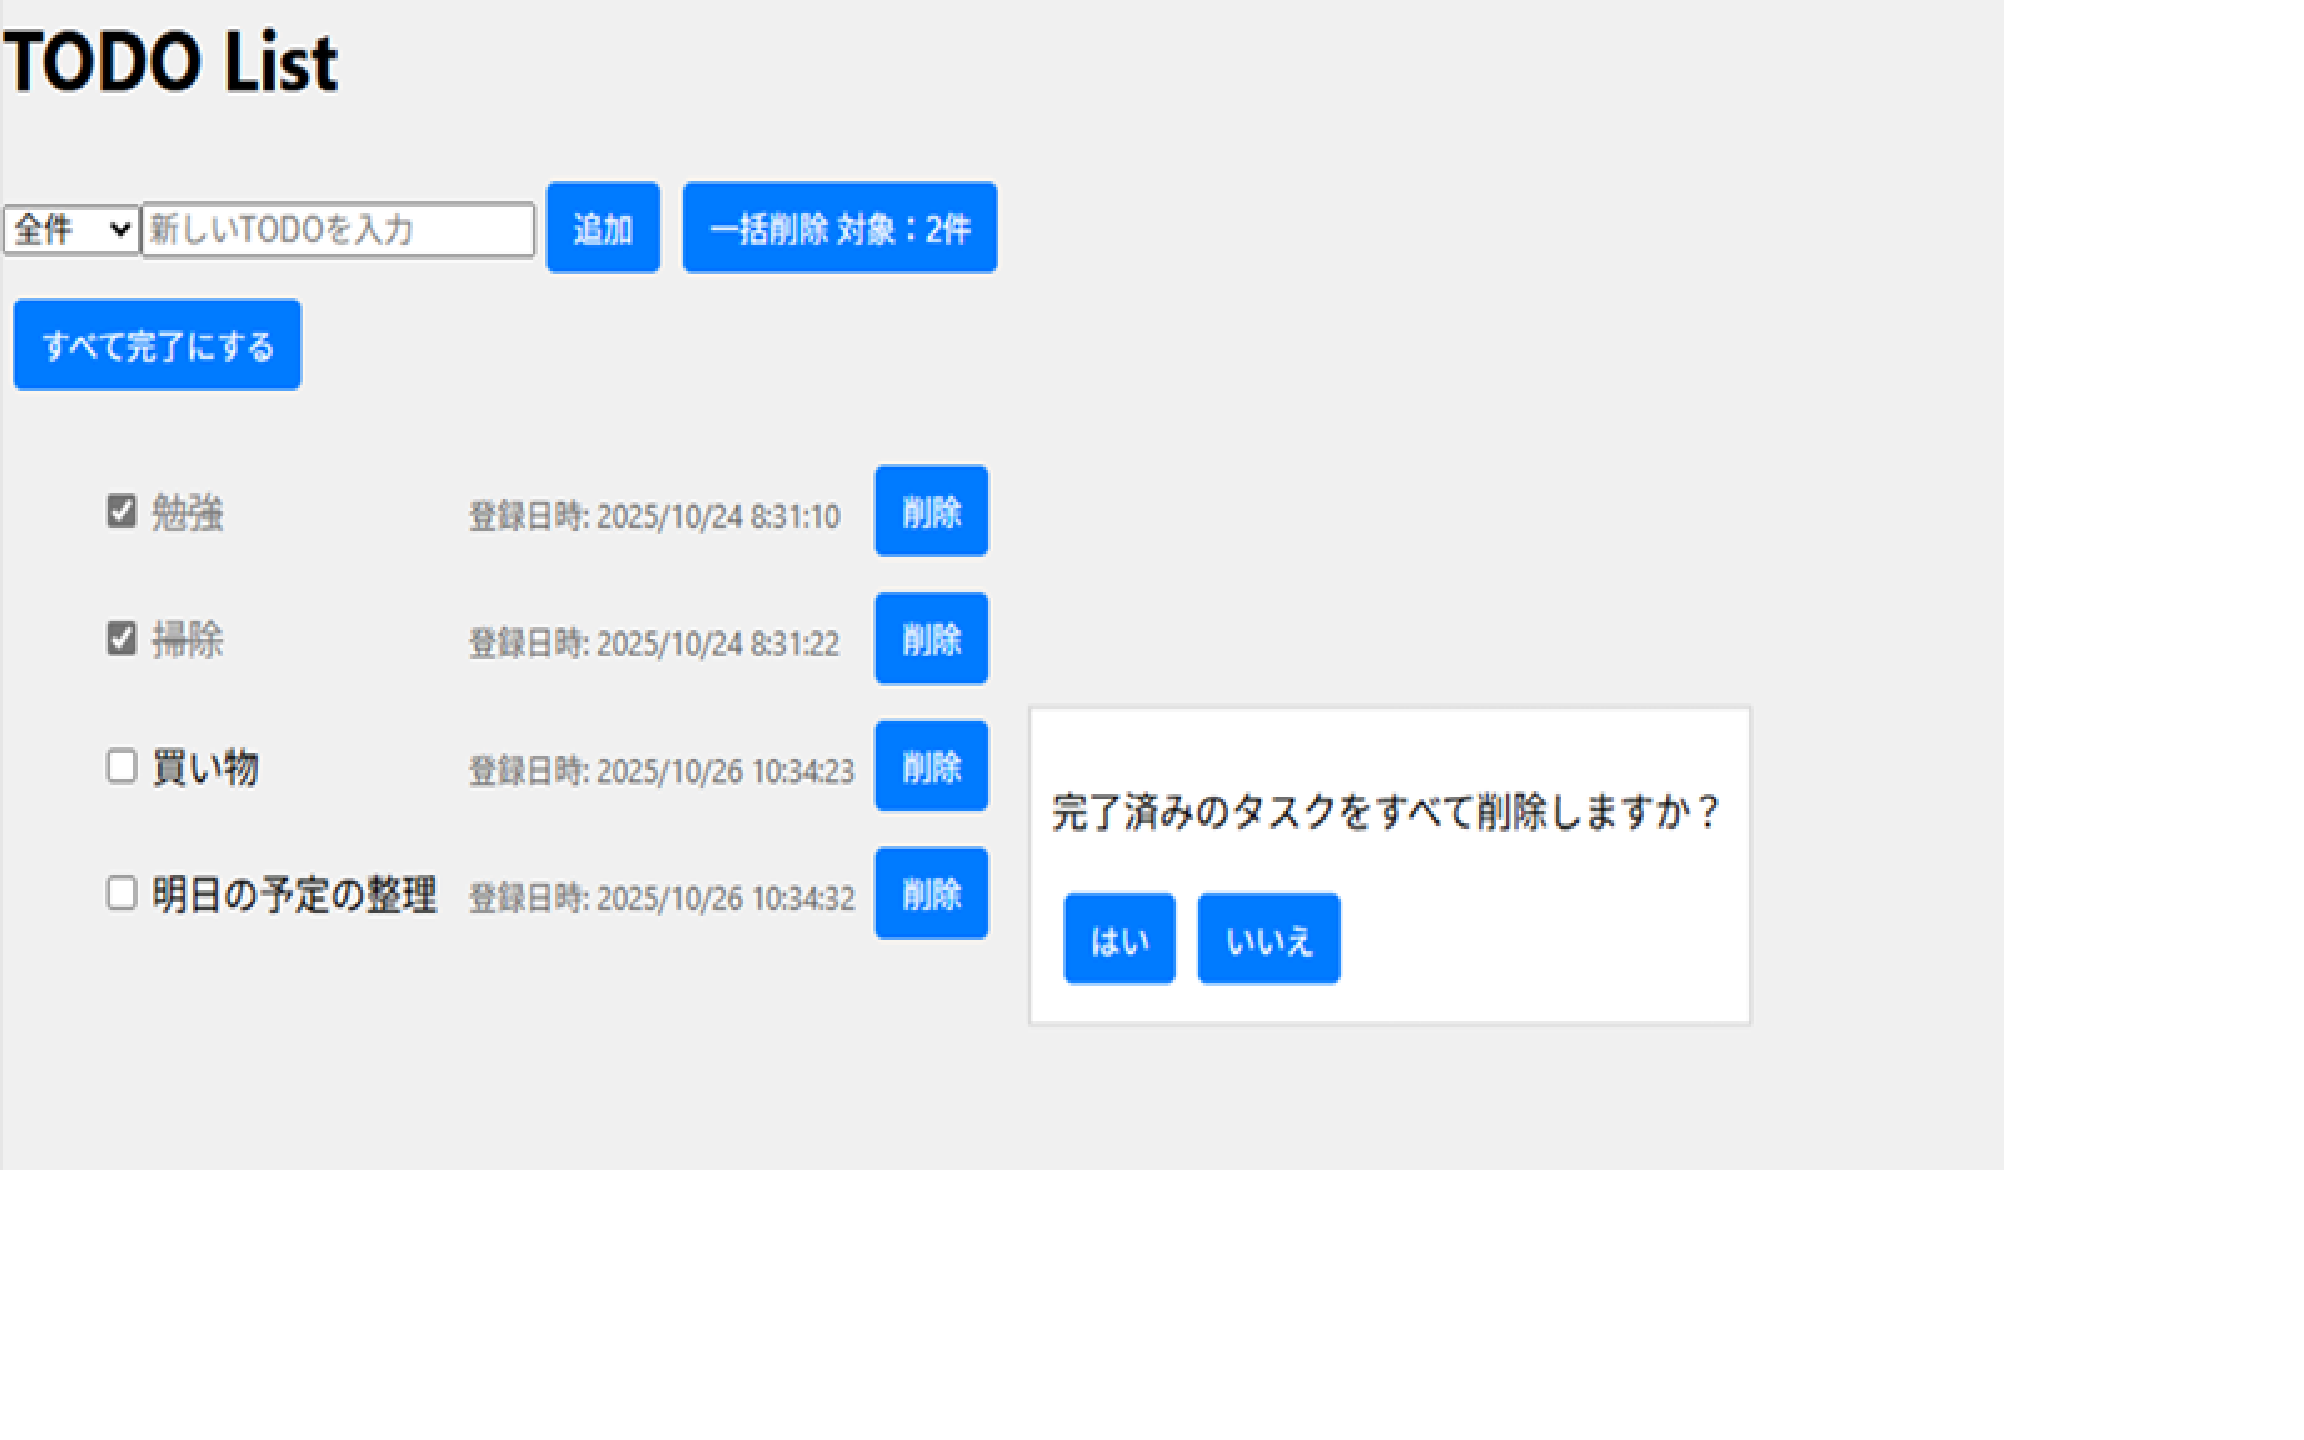 TODO List
全件 新しいTODOを入力 追加 一括削除 対象：2件
すべて完了にする
勉強 登録日時: 2025/10/24 8:31:10 削除
掃除 登録日時: 2025/10/24 8:31:22 削除
買い物 登録日時: 2025/10/26 10:34:23 削除
明日の予定の整理 登録日時: 2025/10/26 10:34:32 削除
完了済みのタスクをすべて削除しますか？
はい いいえ